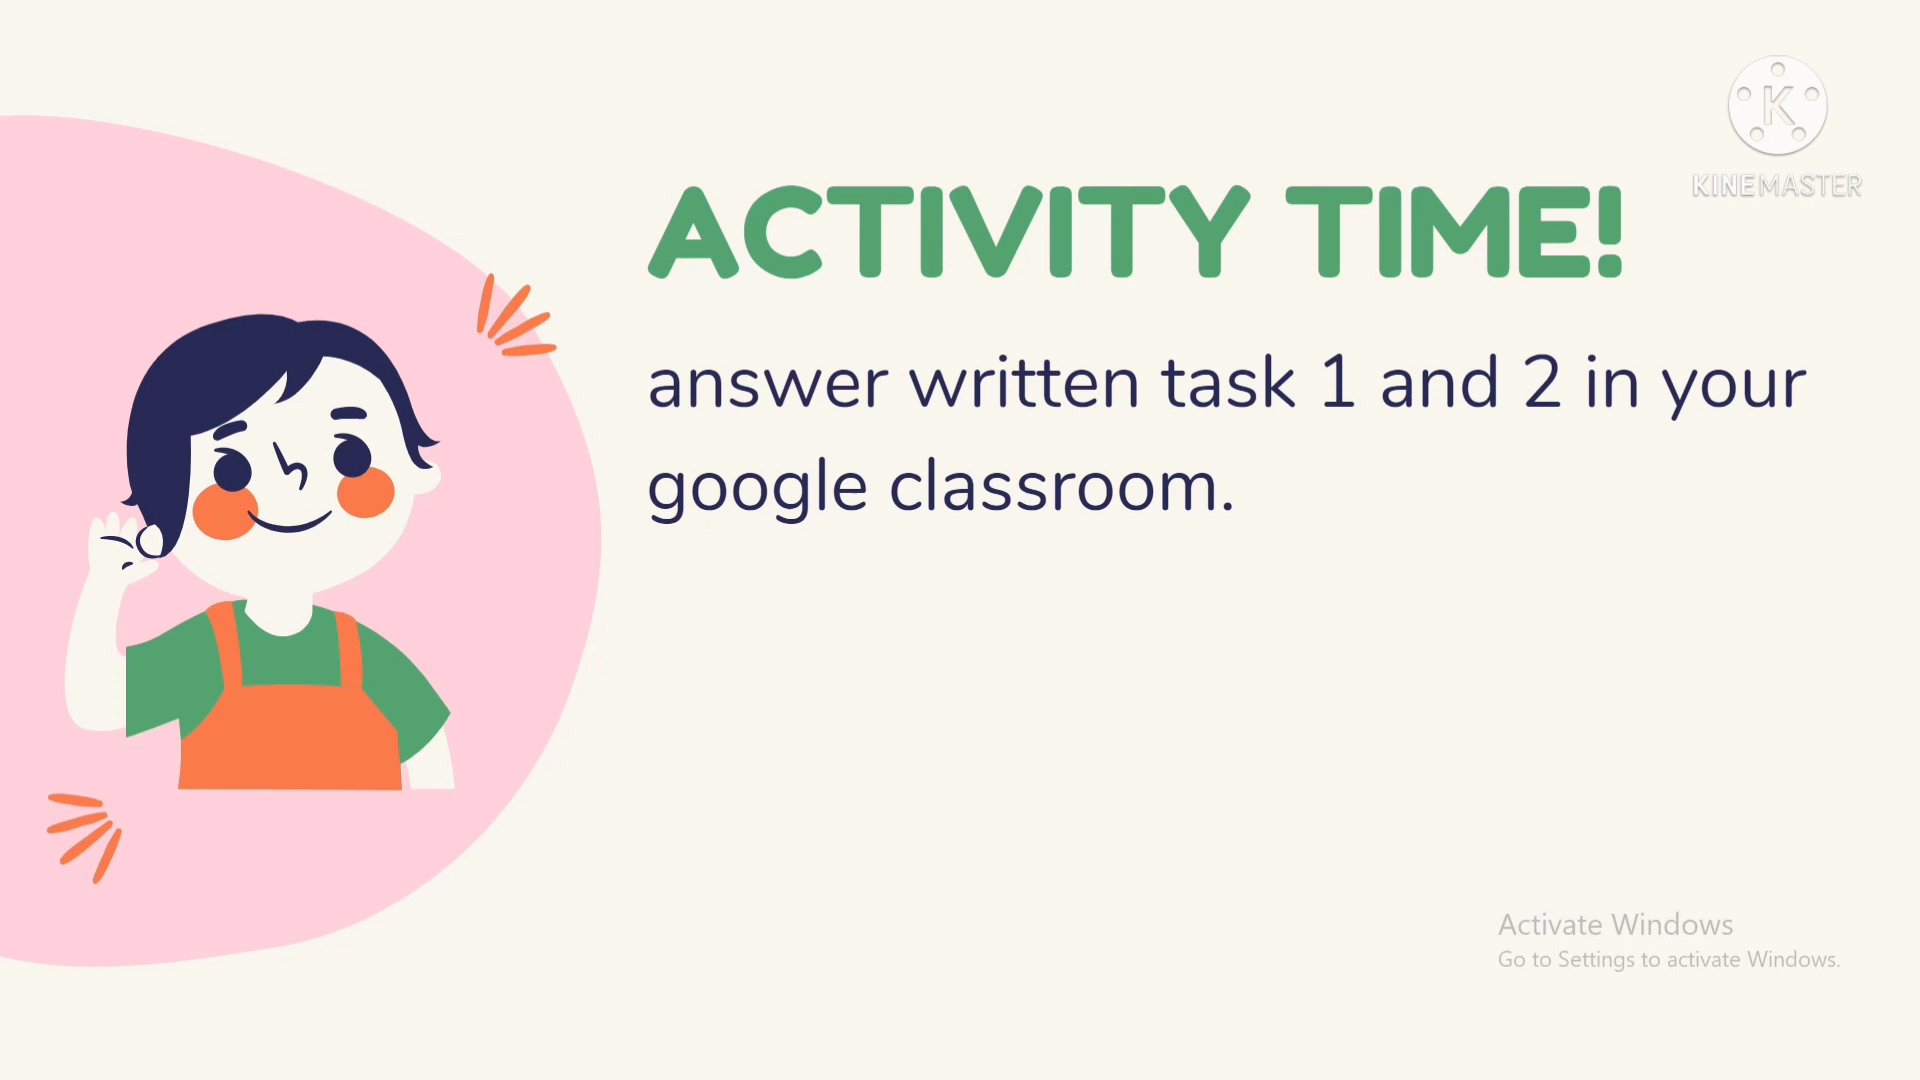 K
KINEMASTER
ACTIVITY TIME!
answer written task 1 and 2 in your
google classroom.
Activate Windows
Go to Settings to activate Windows.